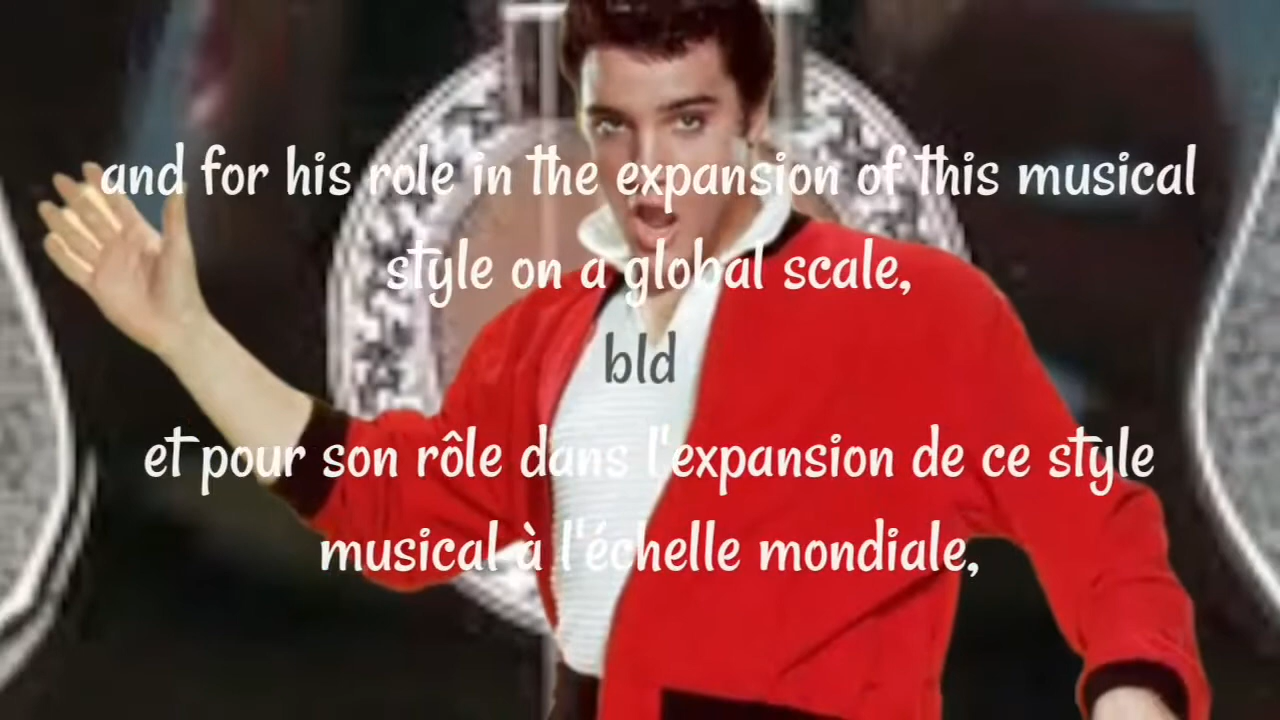 and for his role in the expansion of this musical
style on a global scale,
bld
et pour son rôle dans l'expansion de ce style
musical à l'échelle mondiale,